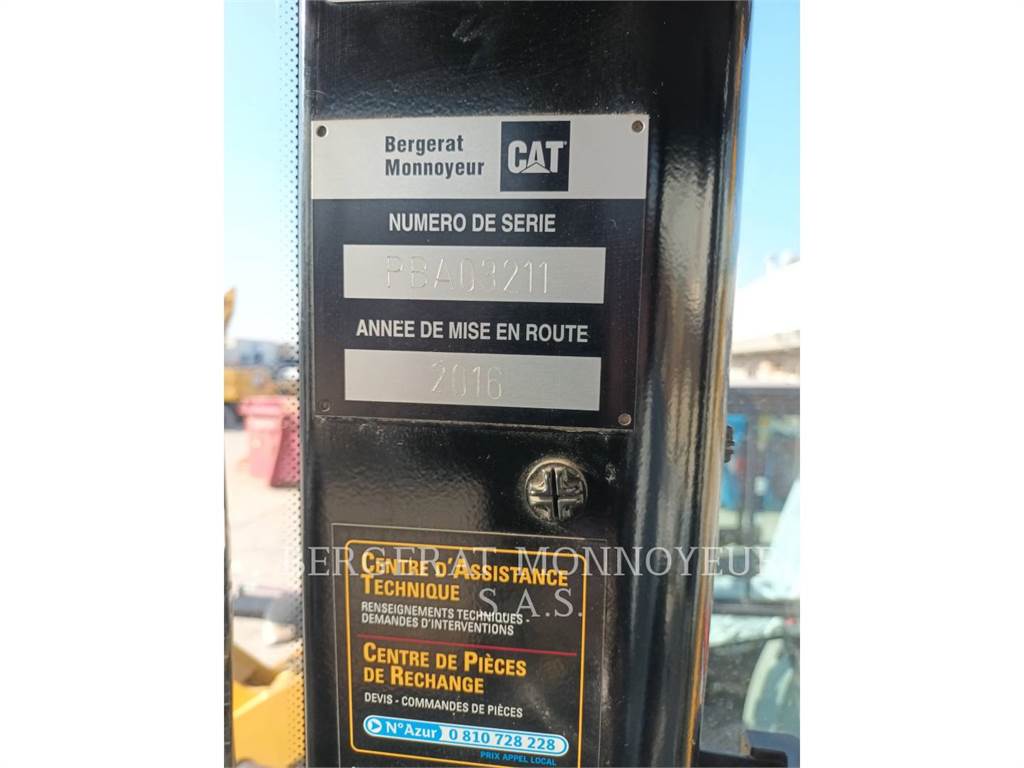 Bergerat
Monnoyeur
CAT
NUMERO DE SERIE
PBA03211
ANNEE DE MISE EN ROUTE
2016
BERGERAT MONNOYEUR
S.A.S.
CENTRE D'ASSISTANCE
TECHNIQUE
RENSEIGNEMENTS TECHNIQUES -
DEMANDES D'INTERVENTIONS
CENTRE DE PIÈCES
DE RECHANGE
DEVIS - COMMANDES DE PIÈCES
N°Azur 0 810 728 228
PRIX APPEL LOCAL